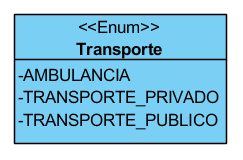 <<Enum>>
Transporte
-AMBULANCIA
-TRANSPORTE_PRIVADO
-TRANSPORTE_PUBLICO